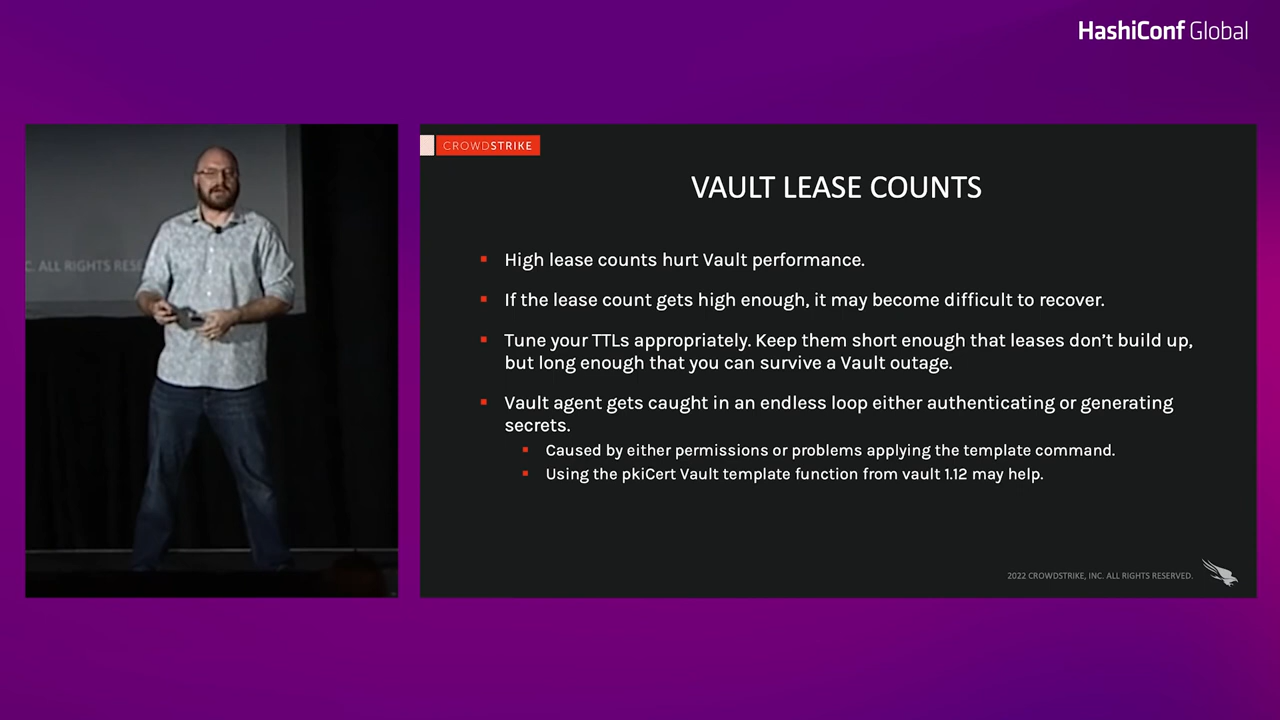 HashiConf Global
C. ALL RIGHTS RESE
CROWDSTRIKE
VAULT LEASE COUNTS
▪ High lease counts hurt Vault performance.
▪ If the lease count gets high enough, it may become difficult to recover.
▪ Tune your TTLs appropriately. Keep them short enough that leases don’t build up,
but long enough that you can survive a Vault outage.
▪ Vault agent gets caught in an endless loop either authenticating or generating
secrets.
▪ Caused by either permissions or problems applying the template command.
▪ Using the pkiCert Vault template function from vault 1.12 may help.
2022 CROWDSTRIKE, INC. ALL RIGHTS RESERVED.